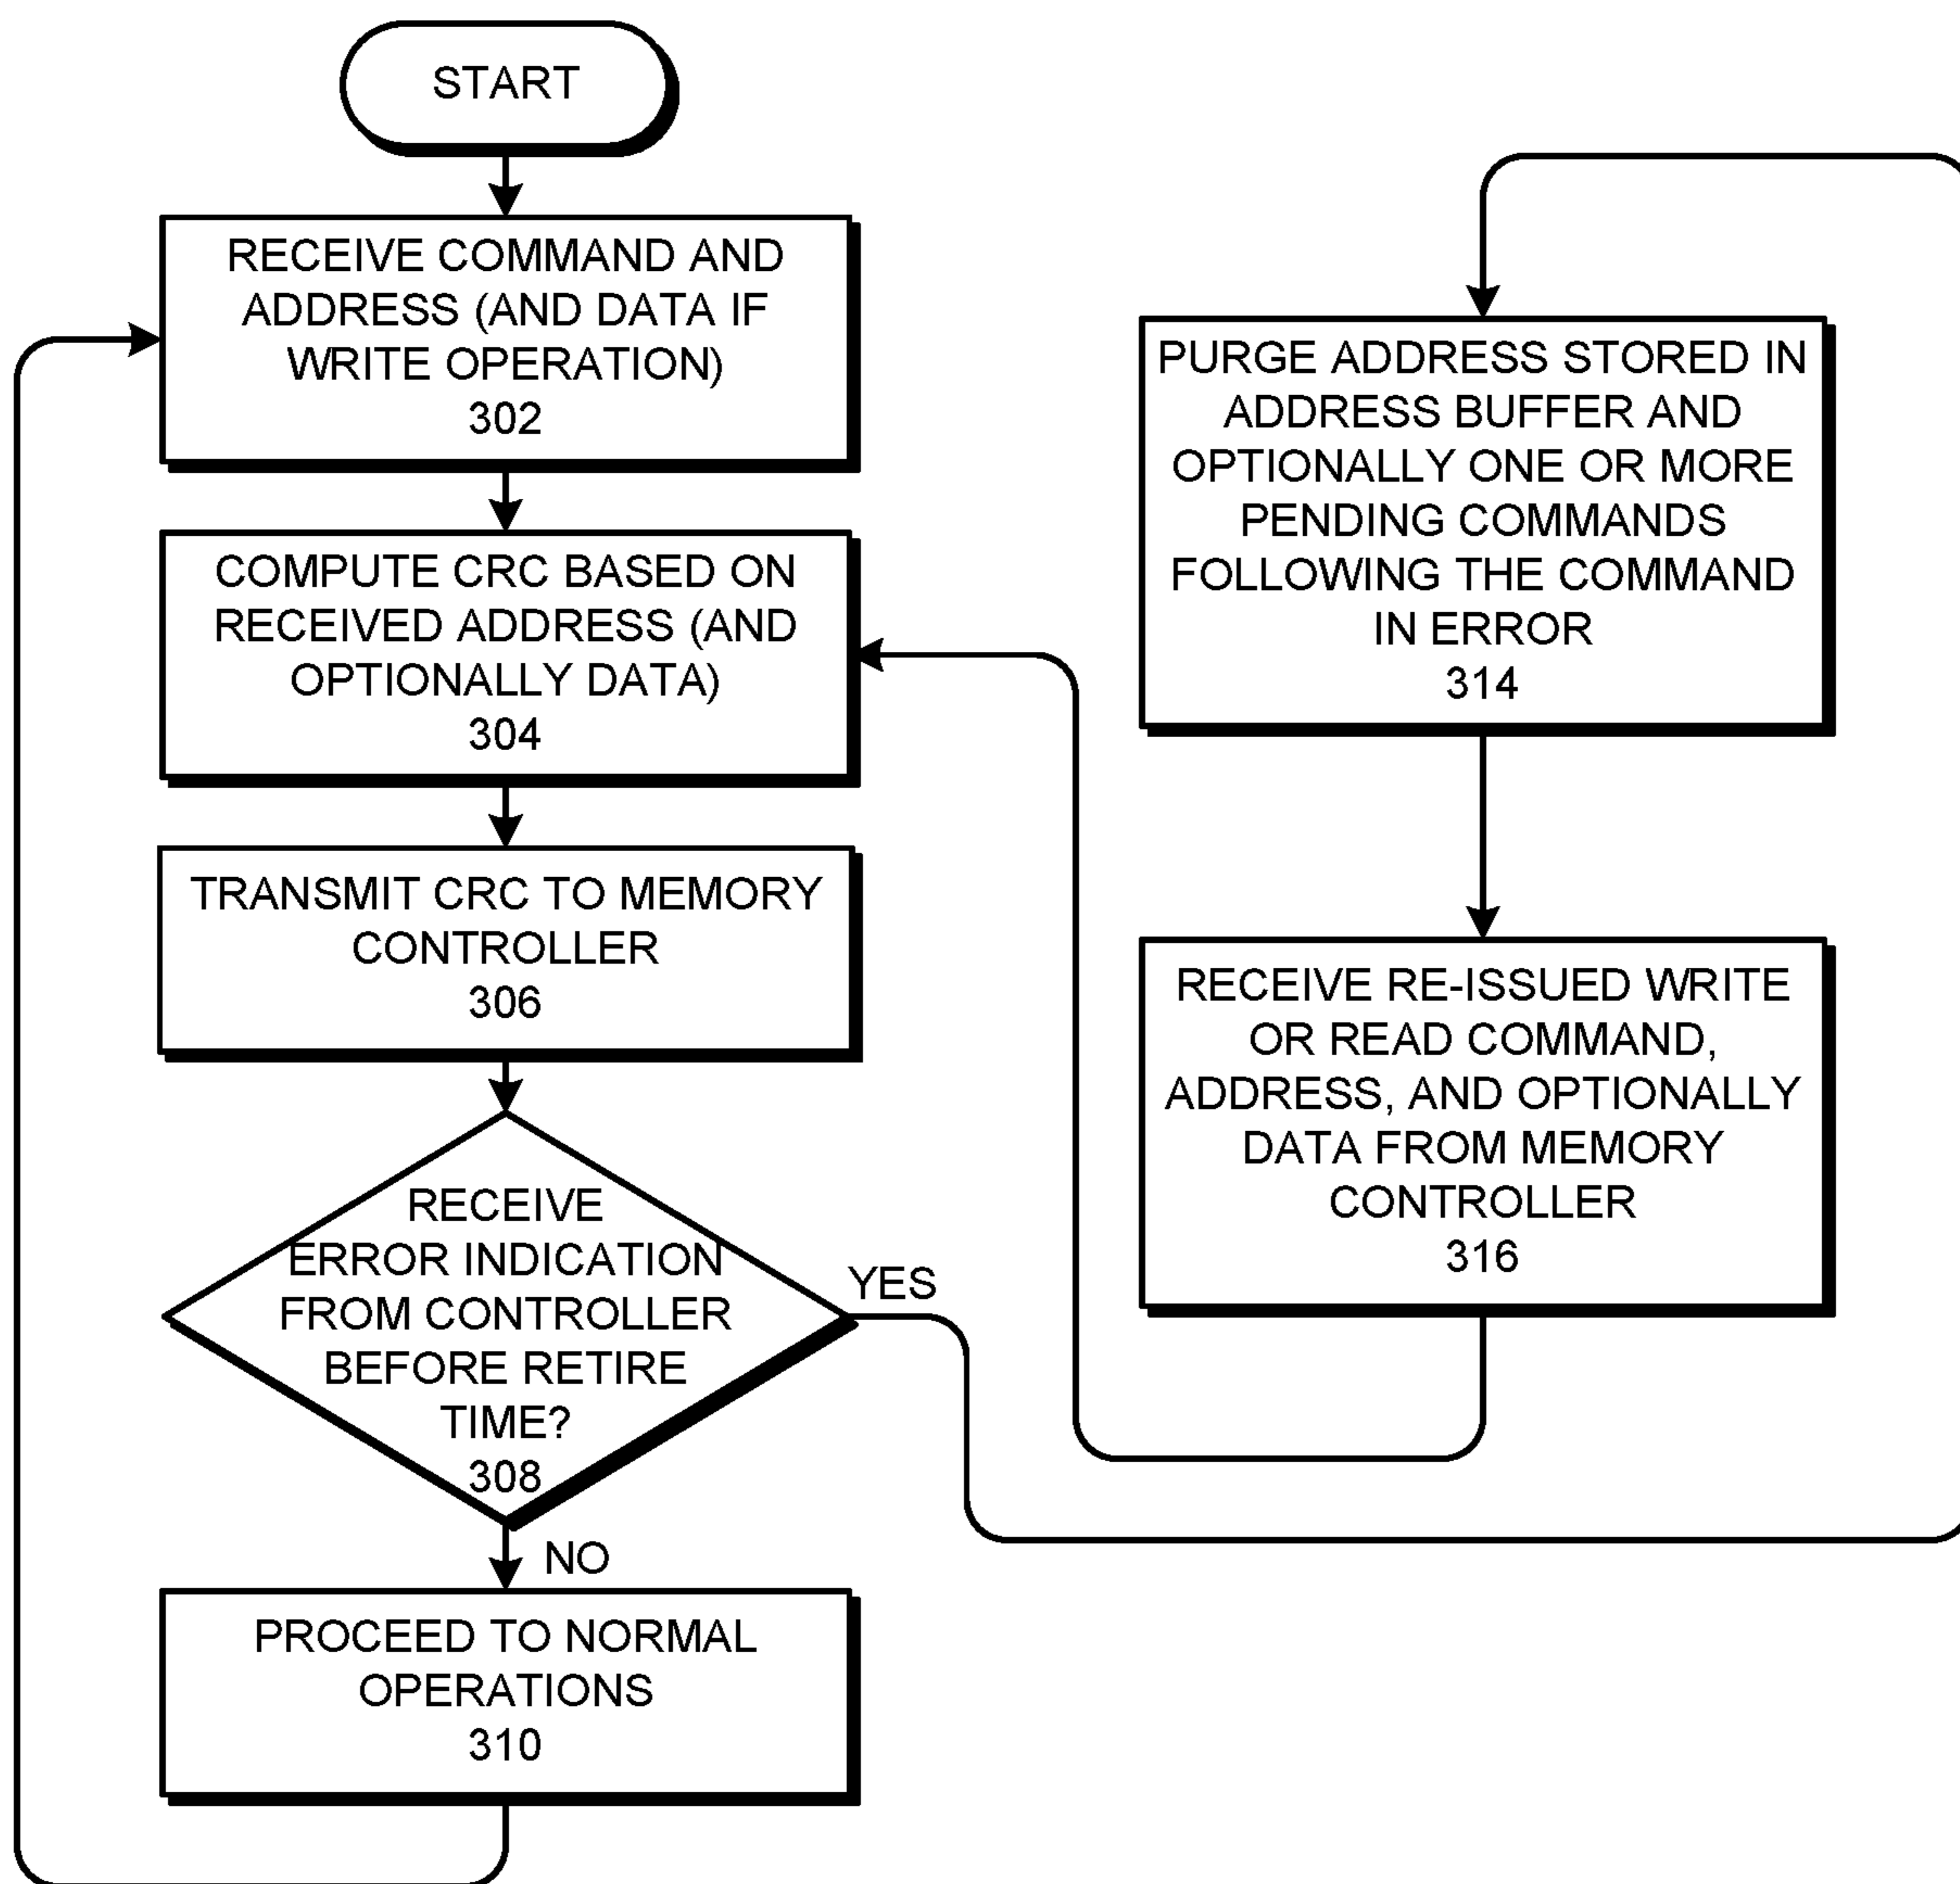 START
RECEIVE COMMAND AND
ADDRESS (AND DATA IF
WRITE OPERATION)
302
COMPUTE CRC BASED ON
RECEIVED ADDRESS (AND
OPTIONALLY DATA)
304
TRANSMIT CRC TO MEMORY
CONTROLLER
306
RECEIVE
ERROR INDICATION
FROM CONTROLLER
BEFORE RETIRE
TIME?
308
YES
NO
PROCEED TO NORMAL
OPERATIONS
310
PURGE ADDRESS STORED IN
ADDRESS BUFFER AND
OPTIONALLY ONE OR MORE
PENDING COMMANDS
FOLLOWING THE COMMAND
IN ERROR
314
RECEIVE RE-ISSUED WRITE
OR READ COMMAND,
ADDRESS, AND OPTIONALLY
DATA FROM MEMORY
CONTROLLER
316